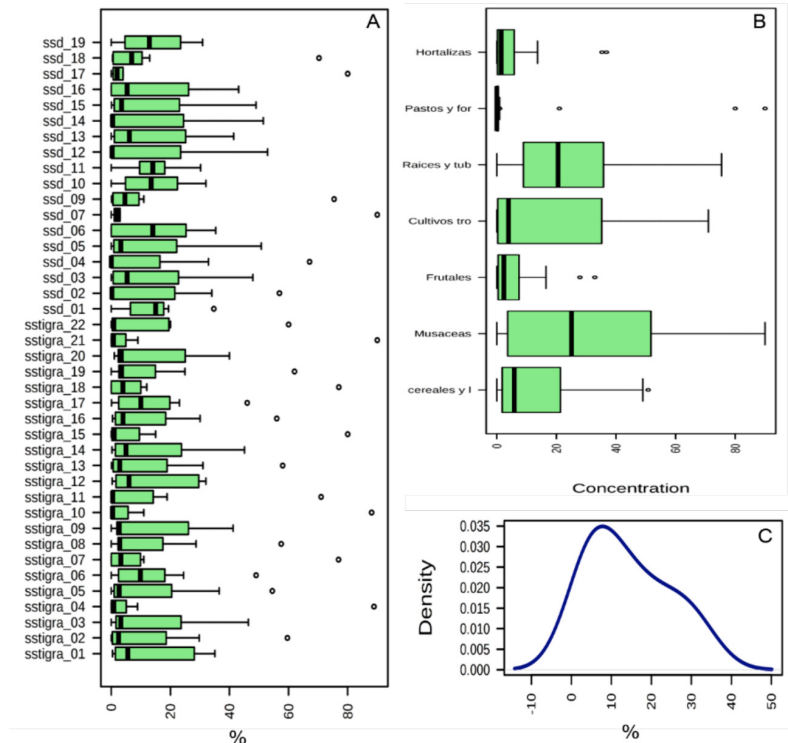 A
ssd_19
ssd_18
ssd_17
ssd_16
ssd_15
ssd_14
ssd_13
ssd_12
ssd_11
ssd_10
ssd_09
ssd_07
ssd_06
ssd_05
ssd_04
ssd_03
ssd_02
ssd_01
sstigra_22
sstigra_21
sstigra_20
sstigra_19
sstigra_18
sstigra_17
sstigra_16
sstigra_15
sstigra_14
sstigra_13
sstigra_12
sstigra_11
sstigra_10
sstigra_09
sstigra_08
sstigra_07
sstigra_06
sstigra_05
sstigra_04
sstigra_03
sstigra_02
sstigra_01
0 20 40 60 80
%
B
Hortalizas
Pastos y for
Raices y tub
Cultivos tro
Frutales
Musaceas
cereales y l
0 20 40 60 80
Concentration
C
Density
0.035
0.030
0.025
0.020
0.015
0.010
0.005
0.000
-10 0 10 20 30 40 50
%